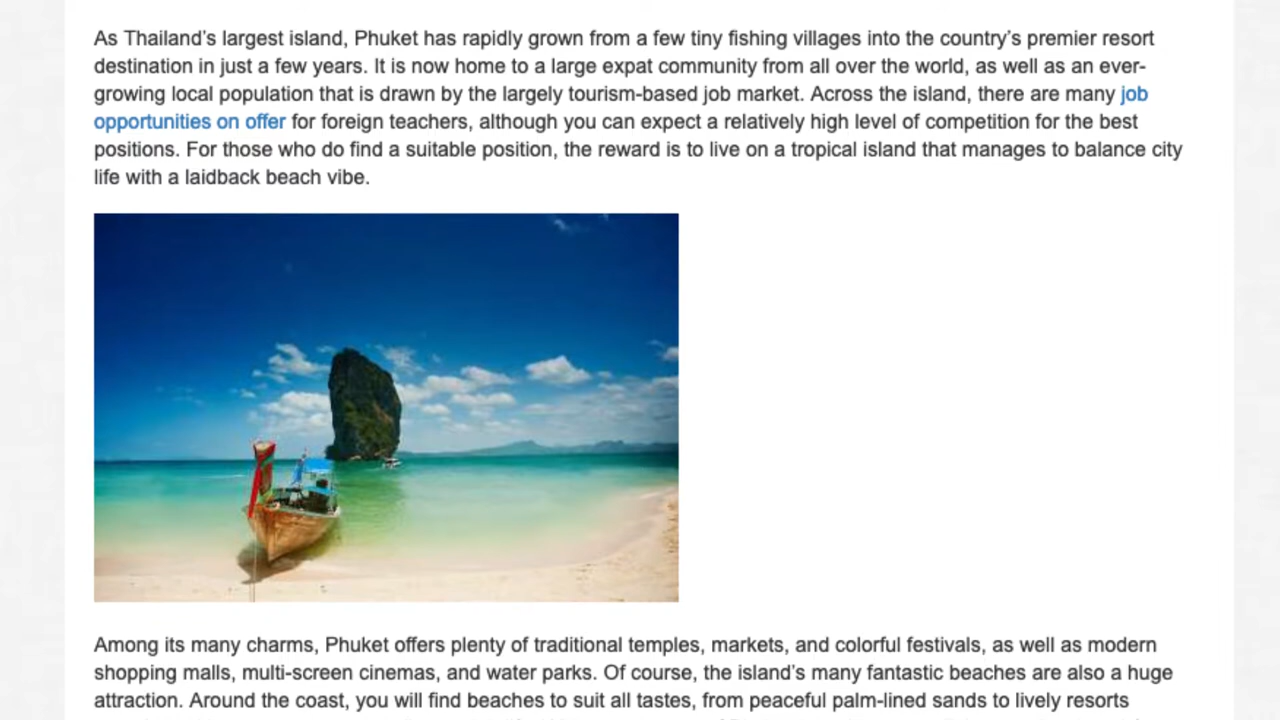 As Thailand’s largest island, Phuket has rapidly grown from a few tiny fishing villages into the country’s premier resort
destination in just a few years. It is now home to a large expat community from all over the world, as well as an ever-
growing local population that is drawn by the largely tourism-based job market. Across the island, there are many job
opportunities on offer for foreign teachers, although you can expect a relatively high level of competition for the best
positions. For those who do find a suitable position, the reward is to live on a tropical island that manages to balance city
life with a laidback beach vibe.
Among its many charms, Phuket offers plenty of traditional temples, markets, and colorful festivals, as well as modern
shopping malls, multi-screen cinemas, and water parks. Of course, the island’s many fantastic beaches are also a huge
attraction. Around the coast, you will find beaches to suit all tastes, from peaceful palm-lined sands to lively resorts